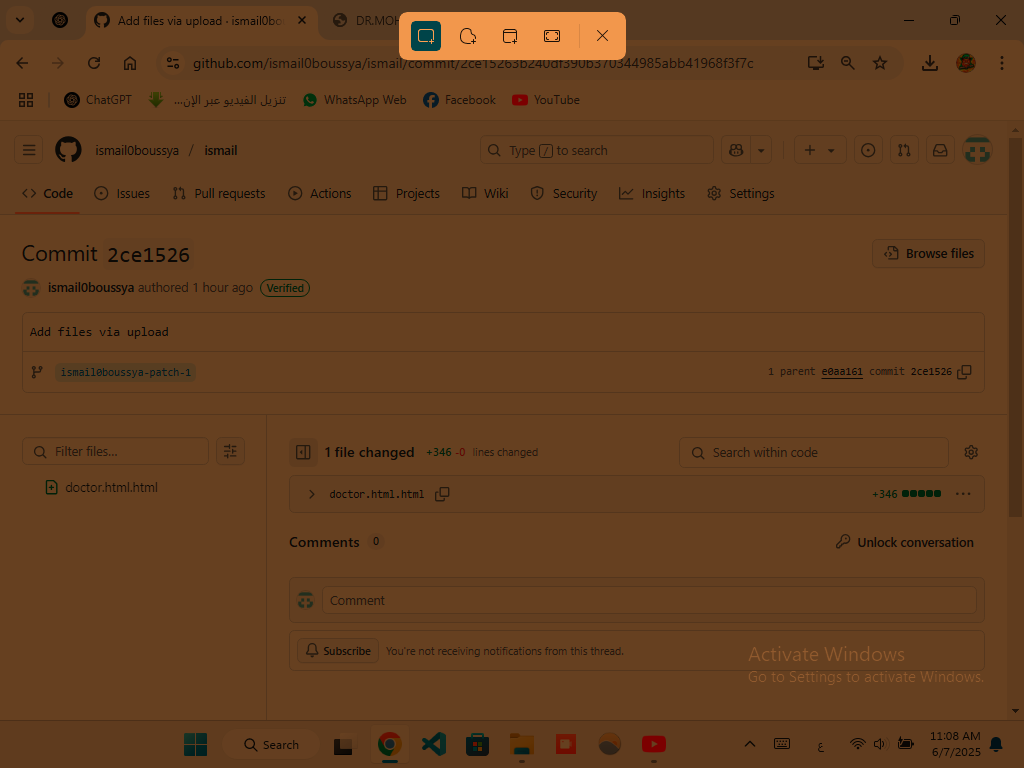 Add files via upload · ismail0bou
DR.MOH
github.com/ismail0boussya/ismail/commit/2ce15263b240df390b370344985abb41968f3f7c
ChatGPT
تنزيل الفيديو عبر الإن...
WhatsApp Web
Facebook
YouTube
ismail0boussya / ismail
Type / to search
Code
Issues
Pull requests
Actions
Projects
Wiki
Security
Insights
Settings
Commit 2ce1526
Browse files
ismail0boussya authored 1 hour ago Verified
Add files via upload
ismail0boussya-patch-1
1 parent e0aa161 commit 2ce1526
Filter files...
1 file changed +346 -0 lines changed
Search within code
doctor.html.html
doctor.html.html
+346
Comments 0
Unlock conversation
Comment
Subscribe You're not receiving notifications from this thread.
Activate Windows
Go to Settings to activate Windows.
Search
ع
11:08 AM
6/7/2025